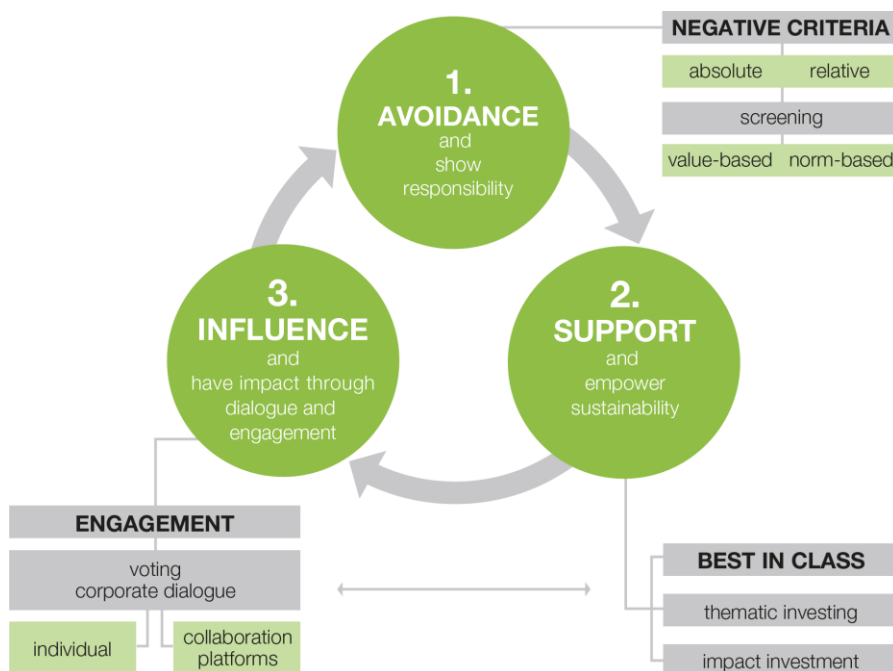 NEGATIVE CRITERIA
absolute
relative
screening
value-based
norm-based
1.
AVOIDANCE
and
show
responsibility
2.
SUPPORT
and
empower
sustainability
3.
INFLUENCE
and
have impact through
dialogue and
engagement
ENGAGEMENT
voting
corporate dialogue
individual
collaboration
platforms
BEST IN CLASS
thematic investing
impact investment